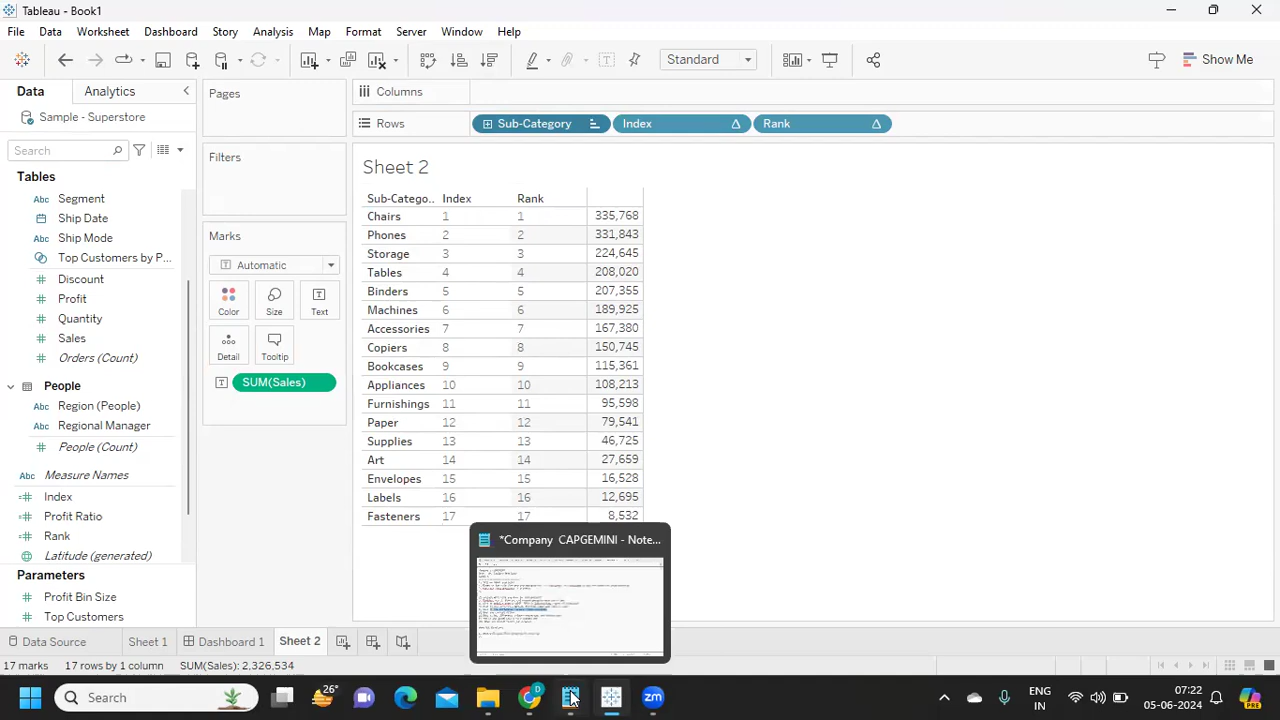 Tableau - Book1
File Data Worksheet Dashboard Story Analysis Map Format Server Window Help
Standard
Show Me
Data Analytics
Sample - Superstore
Search
Tables
Abc Segment
Ship Date
Abc Ship Mode
Top Customers by P...
Discount
Profit
Quantity
Sales
Orders (Count)
People
Abc Region (People)
Abc Regional Manager
People (Count)
Abc Measure Names
Index
Profit Ratio
Rank
Latitude (generated)
Parameters
Profit Bin Size
Top Customers
Pages
Filters
Marks
Automatic
Color Size Text
Detail Tooltip
SUM(Sales)
Columns
Rows Sub-Category Index Rank
Sheet 2
Sub-Catego.. Index Rank
Chairs 1 1 335,768
Phones 2 2 331,843
Storage 3 3 224,645
Tables 4 4 208,020
Binders 5 5 207,355
Machines 6 6 189,925
Accessories 7 7 167,380
Copiers 8 8 150,745
Bookcases 9 9 115,361
Appliances 10 10 108,213
Furnishings 11 11 95,598
Paper 12 12 79,541
Supplies 13 13 46,725
Art 14 14 27,659
Envelopes 15 15 16,528
Labels 16 16 12,695
Fasteners 17 17 8,532
*Company CAPGEMINI - Note...
Data Source Sheet 1 Dashboard 1 Sheet 2
17 marks 17 rows by 1 column SUM(Sales): 2,326,534
Search
26°
D
zm
ENG
IN
07:22
05-06-2024
PRE